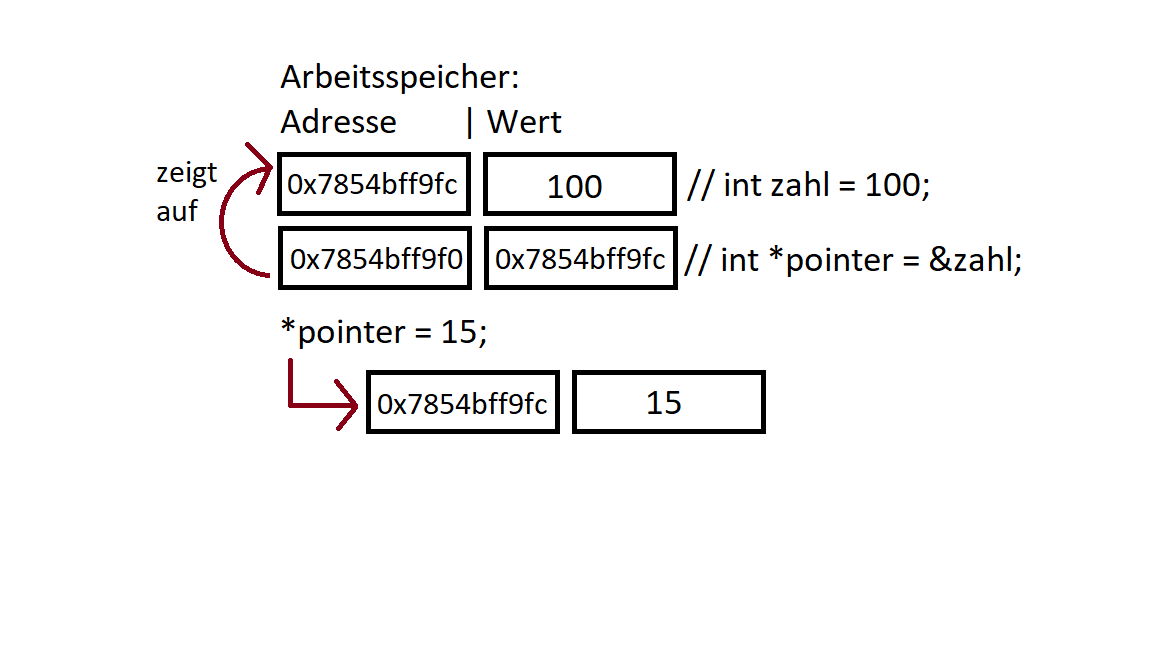 Arbeitsspeicher:
Adresse | Wert
zeigt
auf
0x7854bff9fc 100 // int zahl = 100;
0x7854bff9f0 0x7854bff9fc // int *pointer = &zahl;
*pointer = 15;
0x7854bff9fc 15